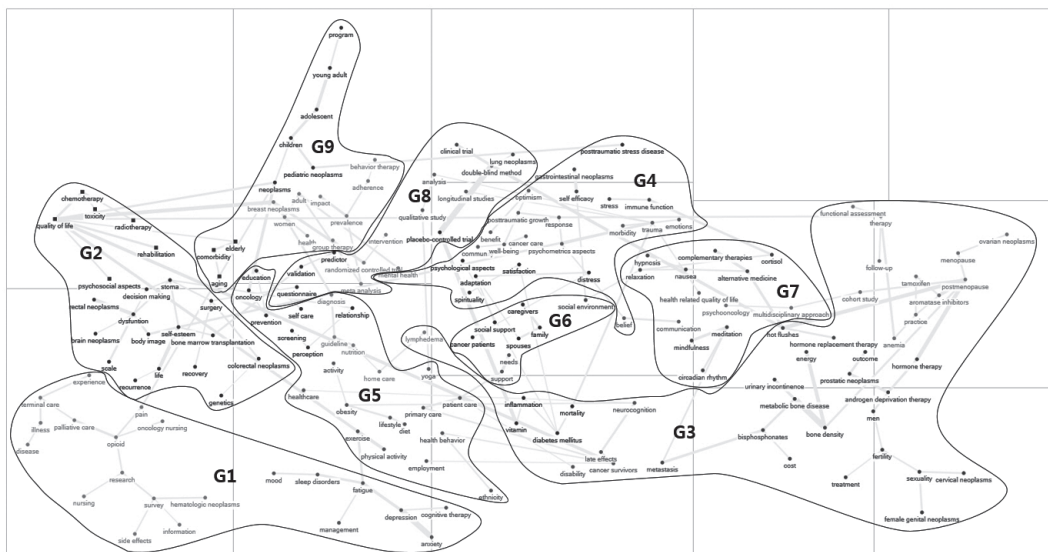 program
young adult
adolescent
children
G9
pediatric neoplasms
behavior therapy
adherence
neoplasms
adult
impact
breast neoplasms
women
prevalence
health
group therapy
elderly
comorbidity
aging
clinical trial
lung neoplasms
double-blind method
analysis
G8
longitudinal studies
qualitative study
intervention
placebo-controlled trial
posttraumatic stress disease
gastrointestinal neoplasms
G4
optimism
self efficacy
stress
immune function
posttraumatic growth
response
morbidity
trauma
emotions
benefit
cancer care
commun
well-being
psychometrics aspects
psychological aspects
satisfaction
adaptation
distress
spirituality
chemotherapy
toxicity
quality of life
radiotherapy
G2
rehabilitation
psychosocial aspects
stoma
decision making
rectal neoplasms
surgery
dysfuntion
self-esteem
brain neoplasms
body image
bone marrow transplantation
scale
life
recovery
colorectal neoplasms
recurrence
genetics
predictor
validation
randomized controlled trial
mental health
education
questionnaire
meta analysis
oncology
diagnosis
prevention
self care
relationship
screening
guideline
lymphedema
perception
nutrition
activity
home care
yoga
healthcare
G5
obesity
primary care
patient care
lifestyle
diet
exercise
health behavior
physical activity
employment
ethnicity
social environment
caregivers
G6
social support
family
cancer patients
spouses
needs
support
belief
hypnosis
complementary therapies
cortisol
relaxation
nausea
alternative medicine
G7
health related quality of life
psychooncology
multidisciplinary approach
communication
meditation
mindfulness
circadian rhythm
functional assessment
therapy
ovarian neoplasms
menopause
follow-up
tamoxifen
postmenopause
cohort study
aromatase inhibitors
practice
hot flushes
hormone replacement therapy
anemia
energy
outcome
hormone therapy
prostatic neoplasms
urinary incontinence
androgen deprivation therapy
metabolic bone disease
men
inflammation
mortality
neurocognition
vitamin
diabetes mellitus
G3
bisphosphonates
bone density
late effects
cancer survivors
disability
metastasis
cost
fertility
treatment
sexuality
cervical neoplasms
female genital neoplasms
experience
terminal care
pain
illness
palliative care
oncology nursing
disease
opioid
G1
research
mood
sleep disorders
nursing
survey
hematologic neoplasms
fatigue
information
side effects
management
depression
cognitive therapy
anxiety